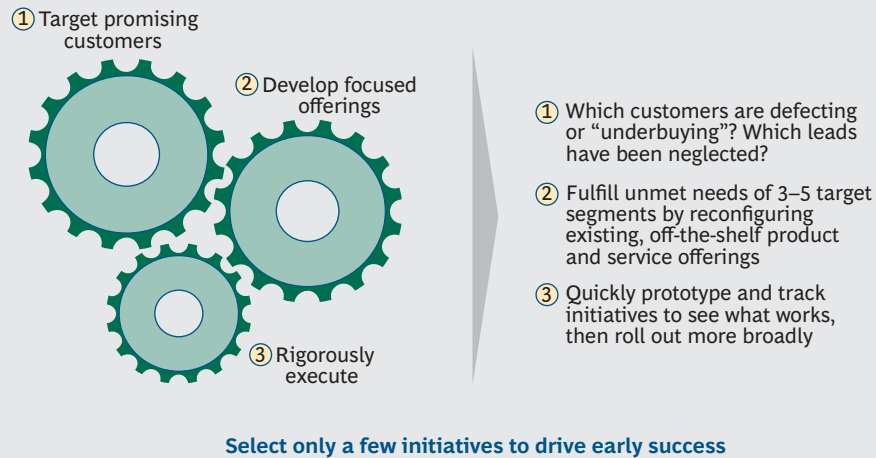 1 Target promising
customers
2 Develop focused
offerings
3 Rigorously
execute
1 Which customers are defecting
or “underbuying”? Which leads
have been neglected?
2 Fulfill unmet needs of 3–5 target
segments by reconfiguring
existing, off-the-shelf product
and service offerings
3 Quickly prototype and track
initiatives to see what works,
then roll out more broadly
Select only a few initiatives to drive early success